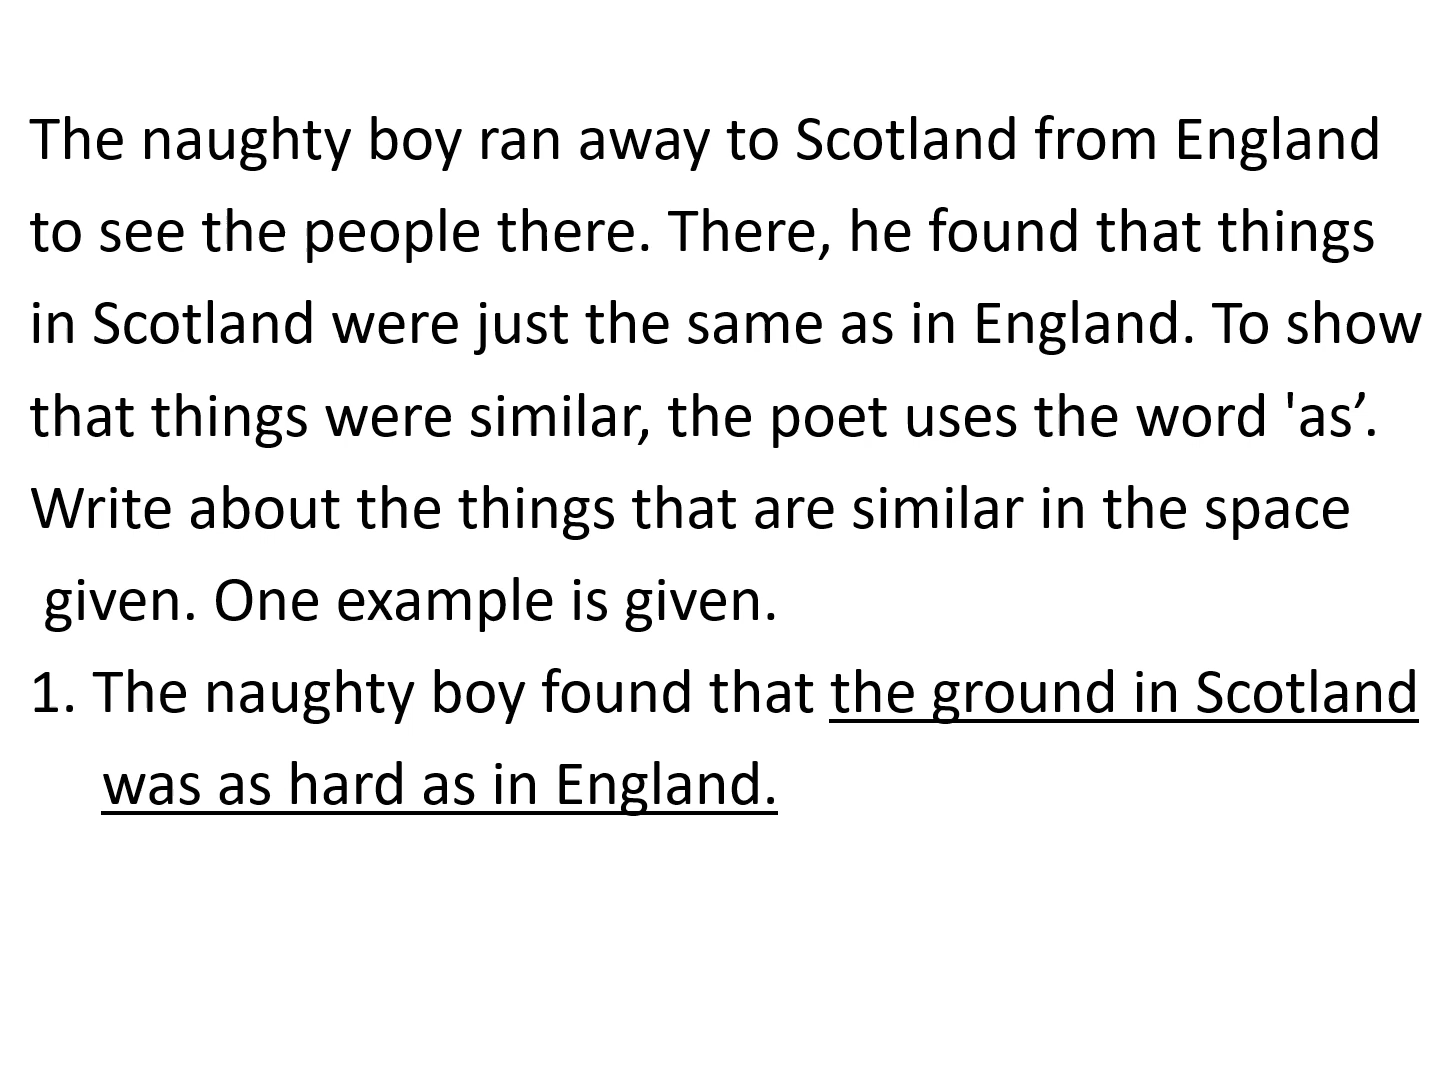 The naughty boy ran away to Scotland from England
to see the people there. There, he found that things
in Scotland were just the same as in England. To show
that things were similar, the poet uses the word 'as’.
Write about the things that are similar in the space
given. One example is given.
1. The naughty boy found that the ground in Scotland
was as hard as in England.